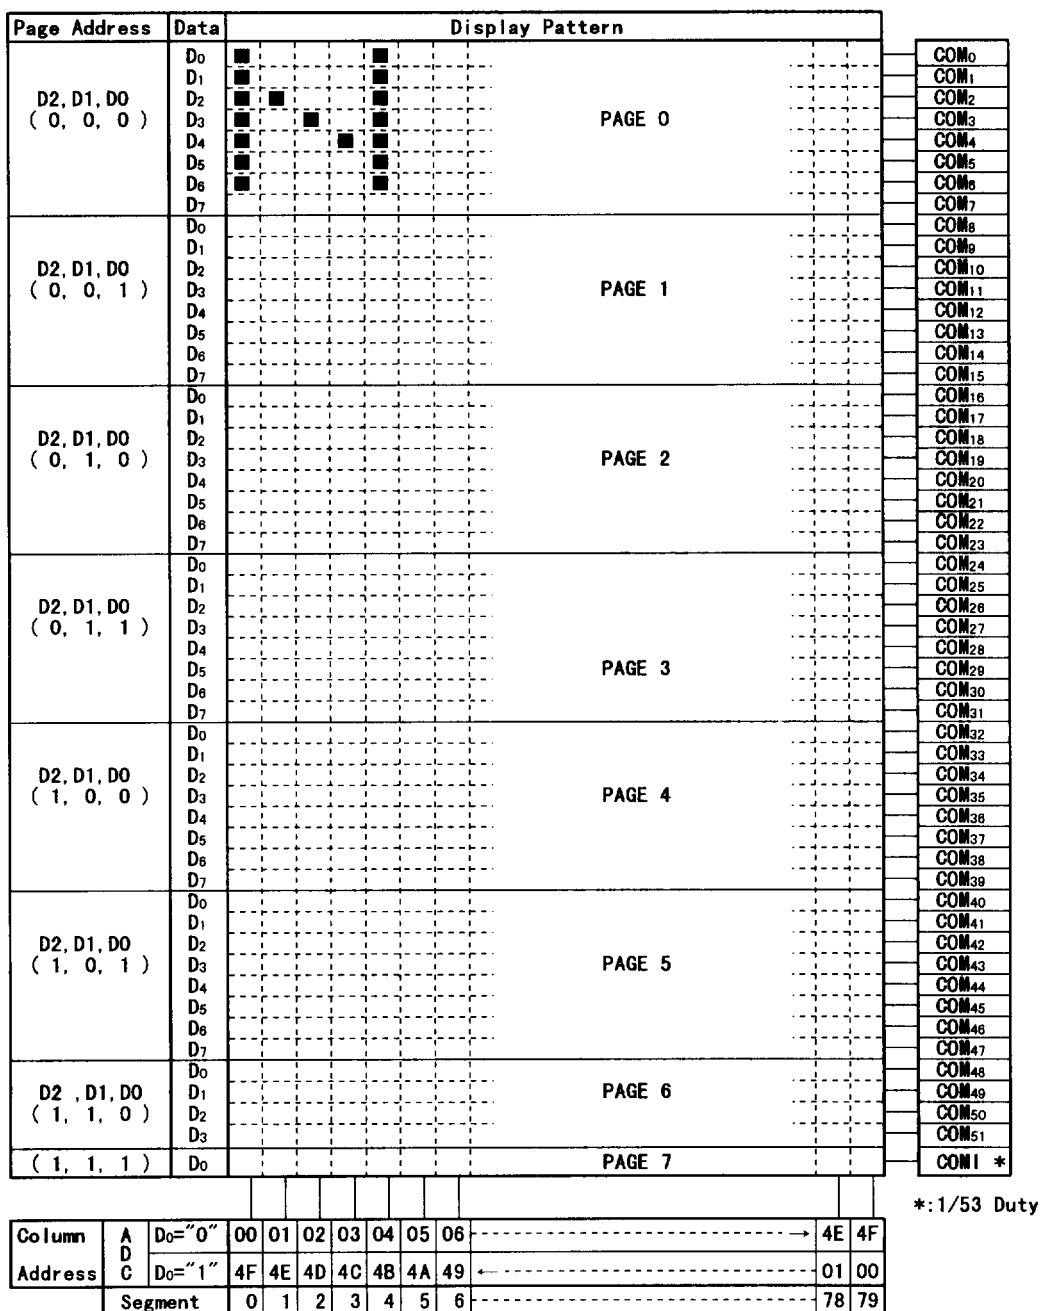 Page Address Data Display Pattern
D0 COM0
D1 COM1
D2, D1, D0 D2 COM2
( 0, 0, 0 ) D3 PAGE 0 COM3
D4 COM4
D5 COM5
D6 COM6
D7 COM7
D0 COM8
D1 COM9
D2, D1, D0 D2 COM10
( 0, 0, 1 ) D3 PAGE 1 COM11
D4 COM12
D5 COM13
D6 COM14
D7 COM15
D0 COM16
D1 COM17
D2, D1, D0 D2 COM18
( 0, 1, 0 ) D3 PAGE 2 COM19
D4 COM20
D5 COM21
D6 COM22
D7 COM23
D0 COM24
D1 COM25
D2, D1, D0 D2 COM26
( 0, 1, 1 ) D3 COM27
D4 COM28
D5 PAGE 3 COM29
D6 COM30
D7 COM31
D0 COM32
D1 COM33
D2, D1, D0 D2 COM34
( 1, 0, 0 ) D3 PAGE 4 COM35
D4 COM36
D5 COM37
D6 COM38
D7 COM39
D0 COM40
D1 COM41
D2, D1, D0 D2 COM42
( 1, 0, 1 ) D3 PAGE 5 COM43
D4 COM44
D5 COM45
D6 COM46
D7 COM47
D0 COM48
D2 , D1, D0 D1 PAGE 6 COM49
( 1, 1, 0 ) D2 COM50
D3 COM51
( 1, 1, 1 ) D0 PAGE 7 COMI *
*:1/53 Duty
Column Address ADC D0="0" 00 01 02 03 04 05 06 4E 4F
D0="1" 4F 4E 4D 4C 4B 4A 49 01 00
Segment 0 1 2 3 4 5 6 78 79